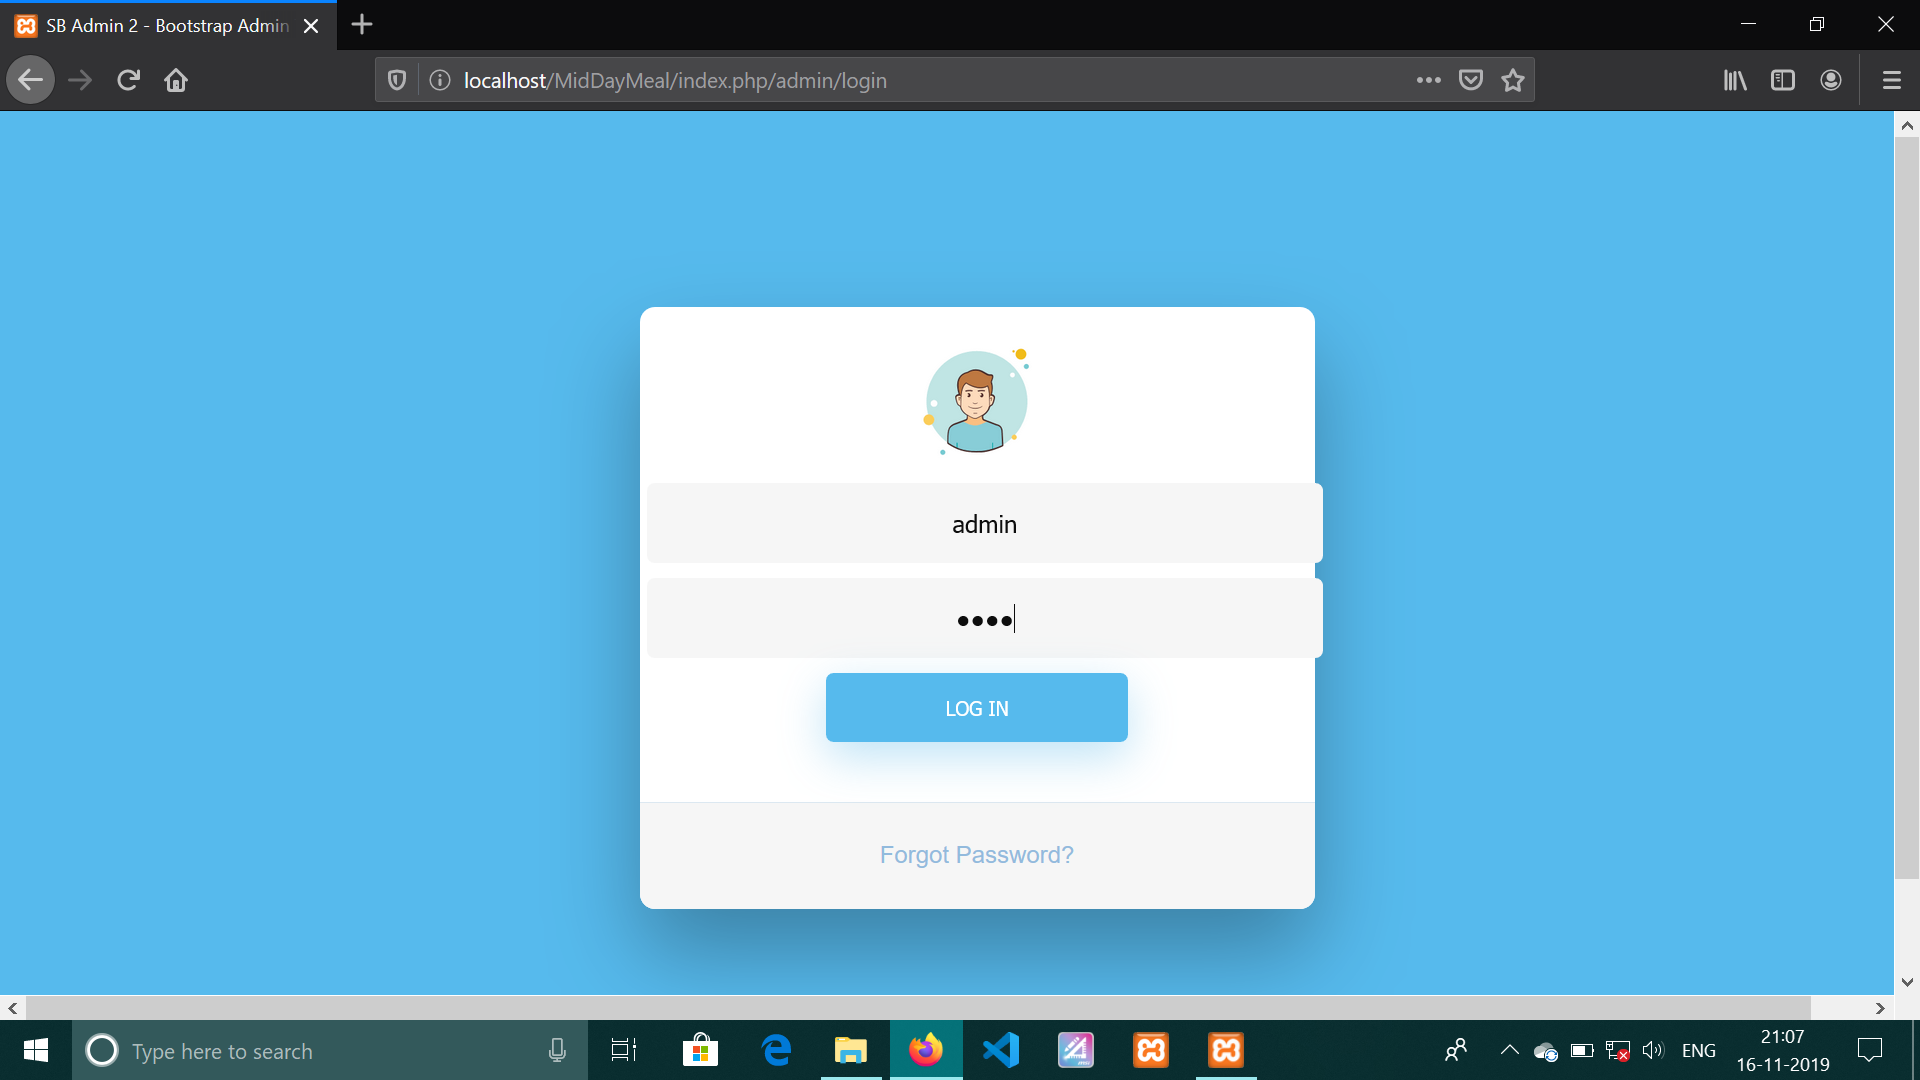 SB Admin 2 - Bootstrap Admin
localhost/MidDayMeal/index.php/admin/login
admin
LOG IN
Forgot Password?
Type here to search
ENG
21:07
16-11-2019